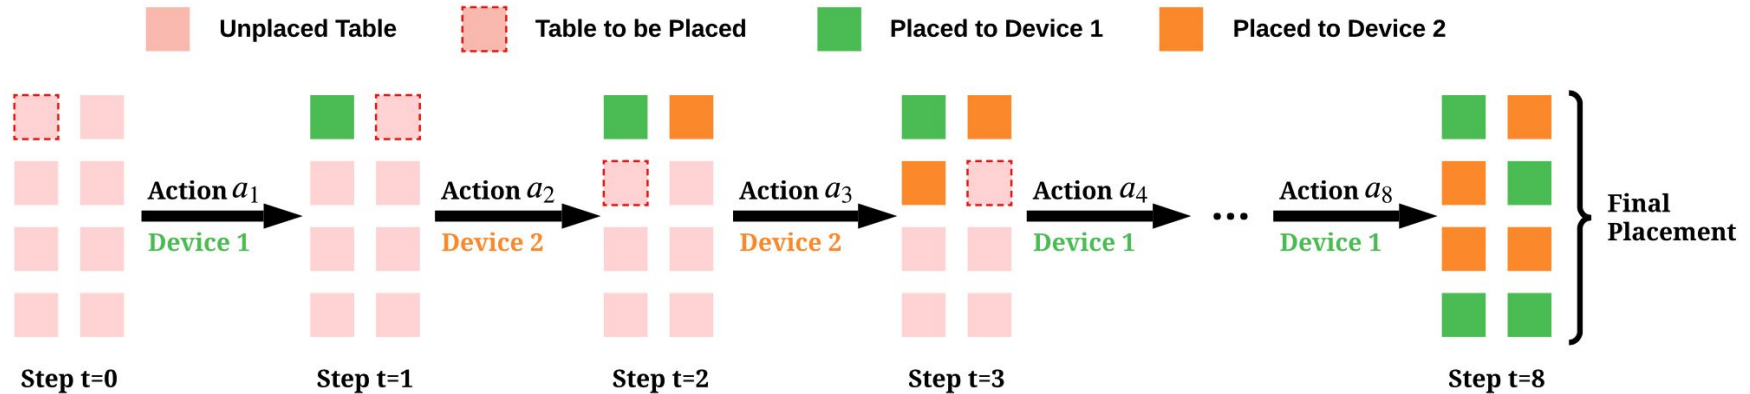 Unplaced Table
Table to be Placed
Placed to Device 1
Placed to Device 2
Action a1
Device 1
Action a2
Device 2
Action a3
Device 2
Action a4
Device 1
...
Action a8
Device 1
Final
Placement
Step t=0
Step t=1
Step t=2
Step t=3
Step t=8